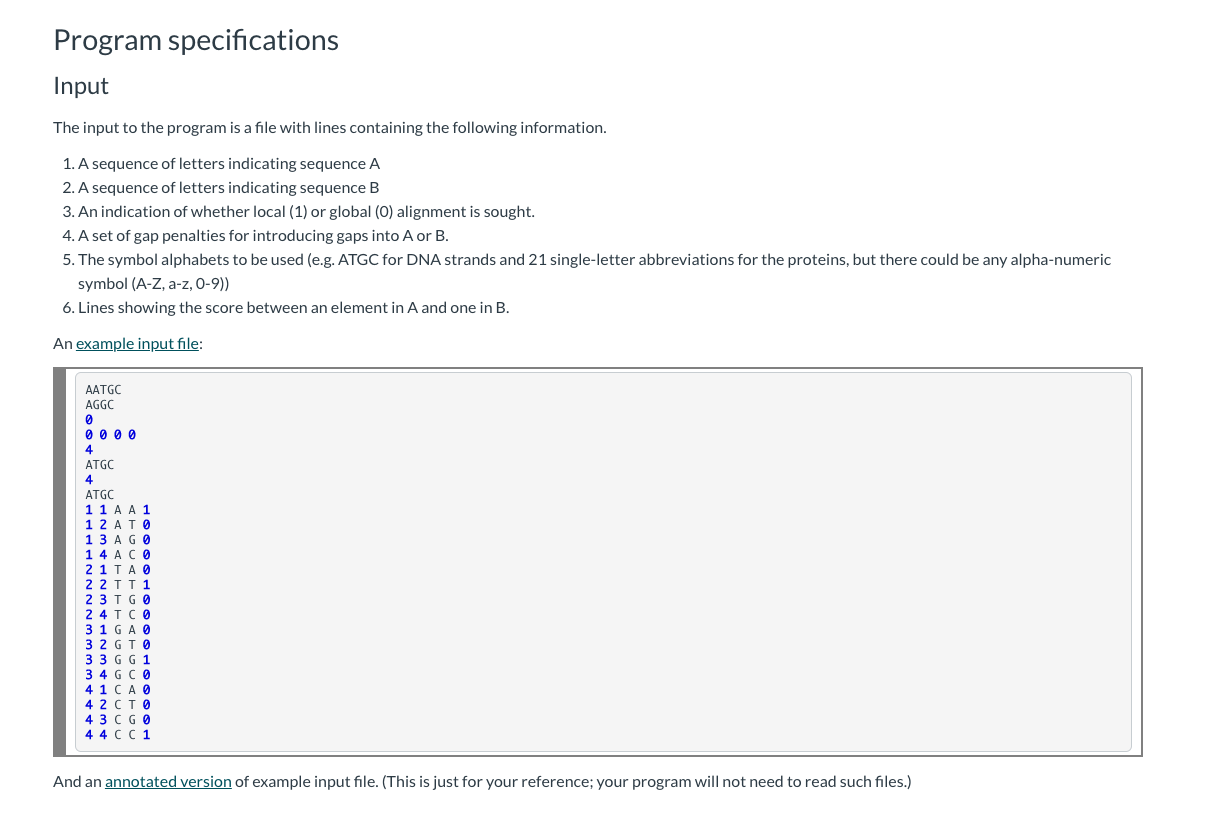 Program specifications
Input
The input to the program is a file with lines containing the following information.
1. A sequence of letters indicating sequence A
2. A sequence of letters indicating sequence B
3. An indication of whether local (1) or global (0) alignment is sought.
4. A set of gap penalties for introducing gaps into A or B.
5. The symbol alphabets to be used (e.g. ATGC for DNA strands and 21 single-letter abbreviations for the proteins, but there could be any alpha-numeric
symbol (A-Z, a-z, 0-9))
6. Lines showing the score between an element in A and one in B.
An example input file:
AATGC
AGGC
0
0 0 0 0
4
ATGC
4
ATGC
1 1 A A 1
1 2 A T 0
1 3 A G 0
1 4 A C 0
2 1 T A 0
2 2 T T 1
2 3 T G 0
2 4 T C 0
3 1 G A 0
3 2 G T 0
3 3 G G 1
3 4 G C 0
4 1 C A 0
4 2 C T 0
4 3 C G 0
4 4 C C 1
And an annotated version of example input file. (This is just for your reference; your program will not need to read such files.)